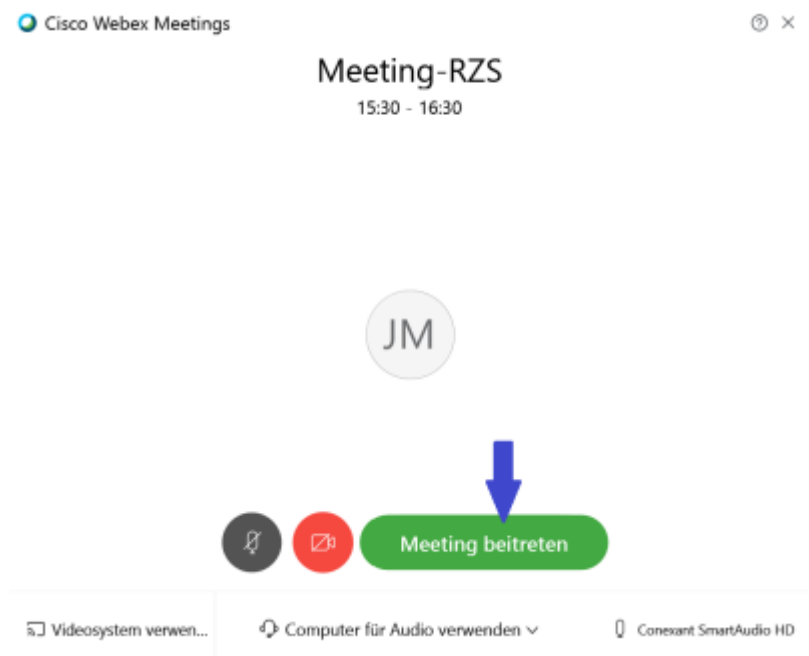 Cisco Webex Meetings
Meeting-RZS
15:30 - 16:30
JM
Meeting beitreten
Videosystem verwen...
Computer für Audio verwenden
Conexant SmartAudio HD